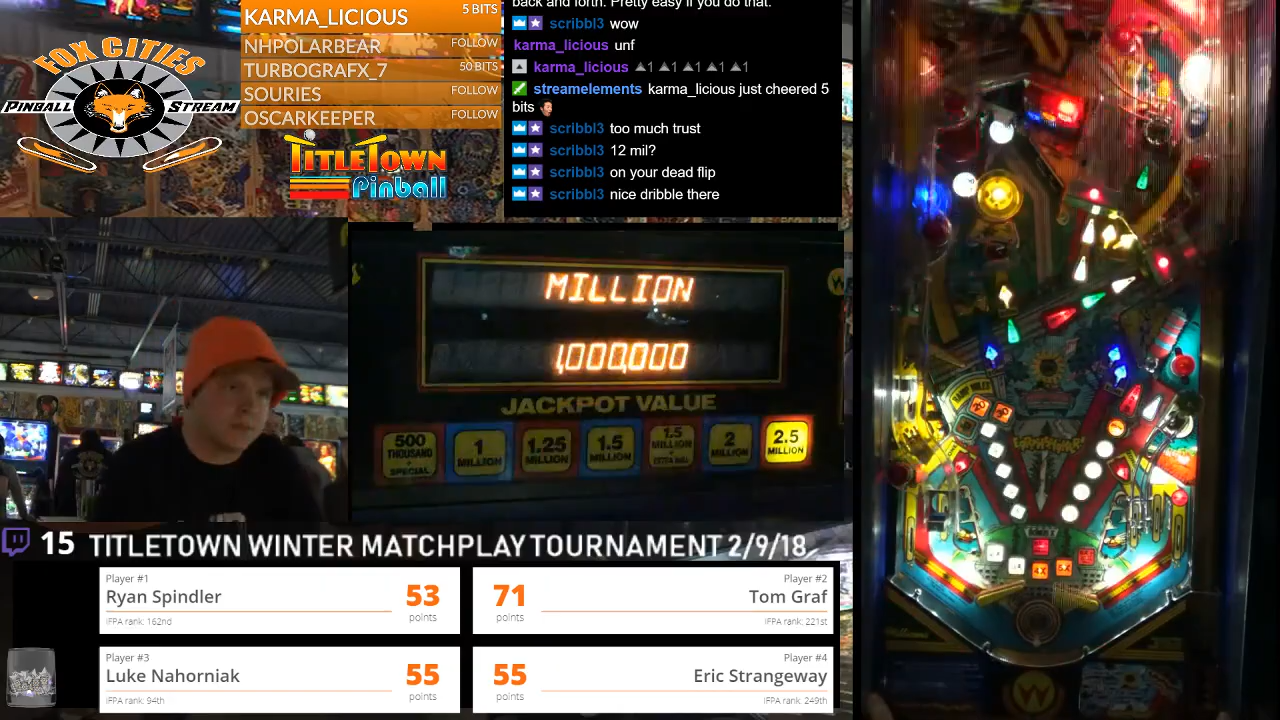 FOX CITIES
PINBALL STREAM
KARMA_LICIOUS 5 BITS
NHPOLARBEAR FOLLOW
TURBOGRAFX_7 50 BITS
SOURIES FOLLOW
OSCARKEEPER FOLLOW
TITLETOWN
Pinball
back and forth. Pretty easy if you do that.
scribbl3 wow
karma_licious unf
karma_licious 1 1 1 1 1
streamelements karma_licious just cheered 5
bits
scribbl3 too much trust
scribbl3 12 mil?
scribbl3 on your dead flip
scribbl3 nice dribble there
MILLION
1,000,000
JACKPOT VALUE
500 THOUSAND + SPECIAL
1 MILLION
1.25 MILLION
1.5 MILLION
1.5 MILLION + EXTRA BALL
2 MILLION
2.5 MILLION
15 TITLETOWN WINTER MATCHPLAY TOURNAMENT 2/9/18
Player #1
Ryan Spindler
IFPA rank: 162nd
53
points
71
points
Player #2
Tom Graf
IFPA rank: 221st
Player #3
Luke Nahorniak
IFPA rank: 94th
55
points
55
points
Player #4
Eric Strangeway
IFPA rank: 249th
W